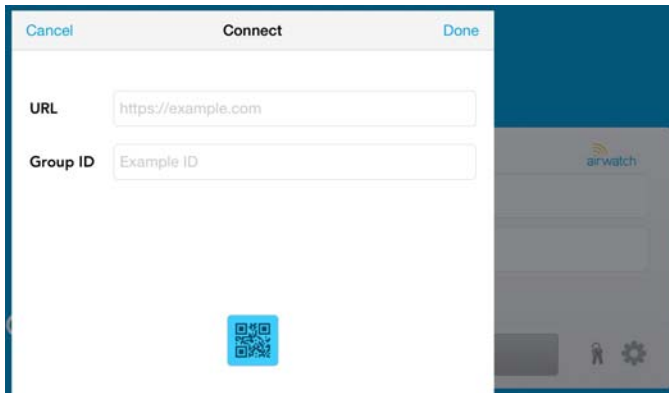 Cancel Connect Done
URL https://example.com
Group ID Example ID
airwatch